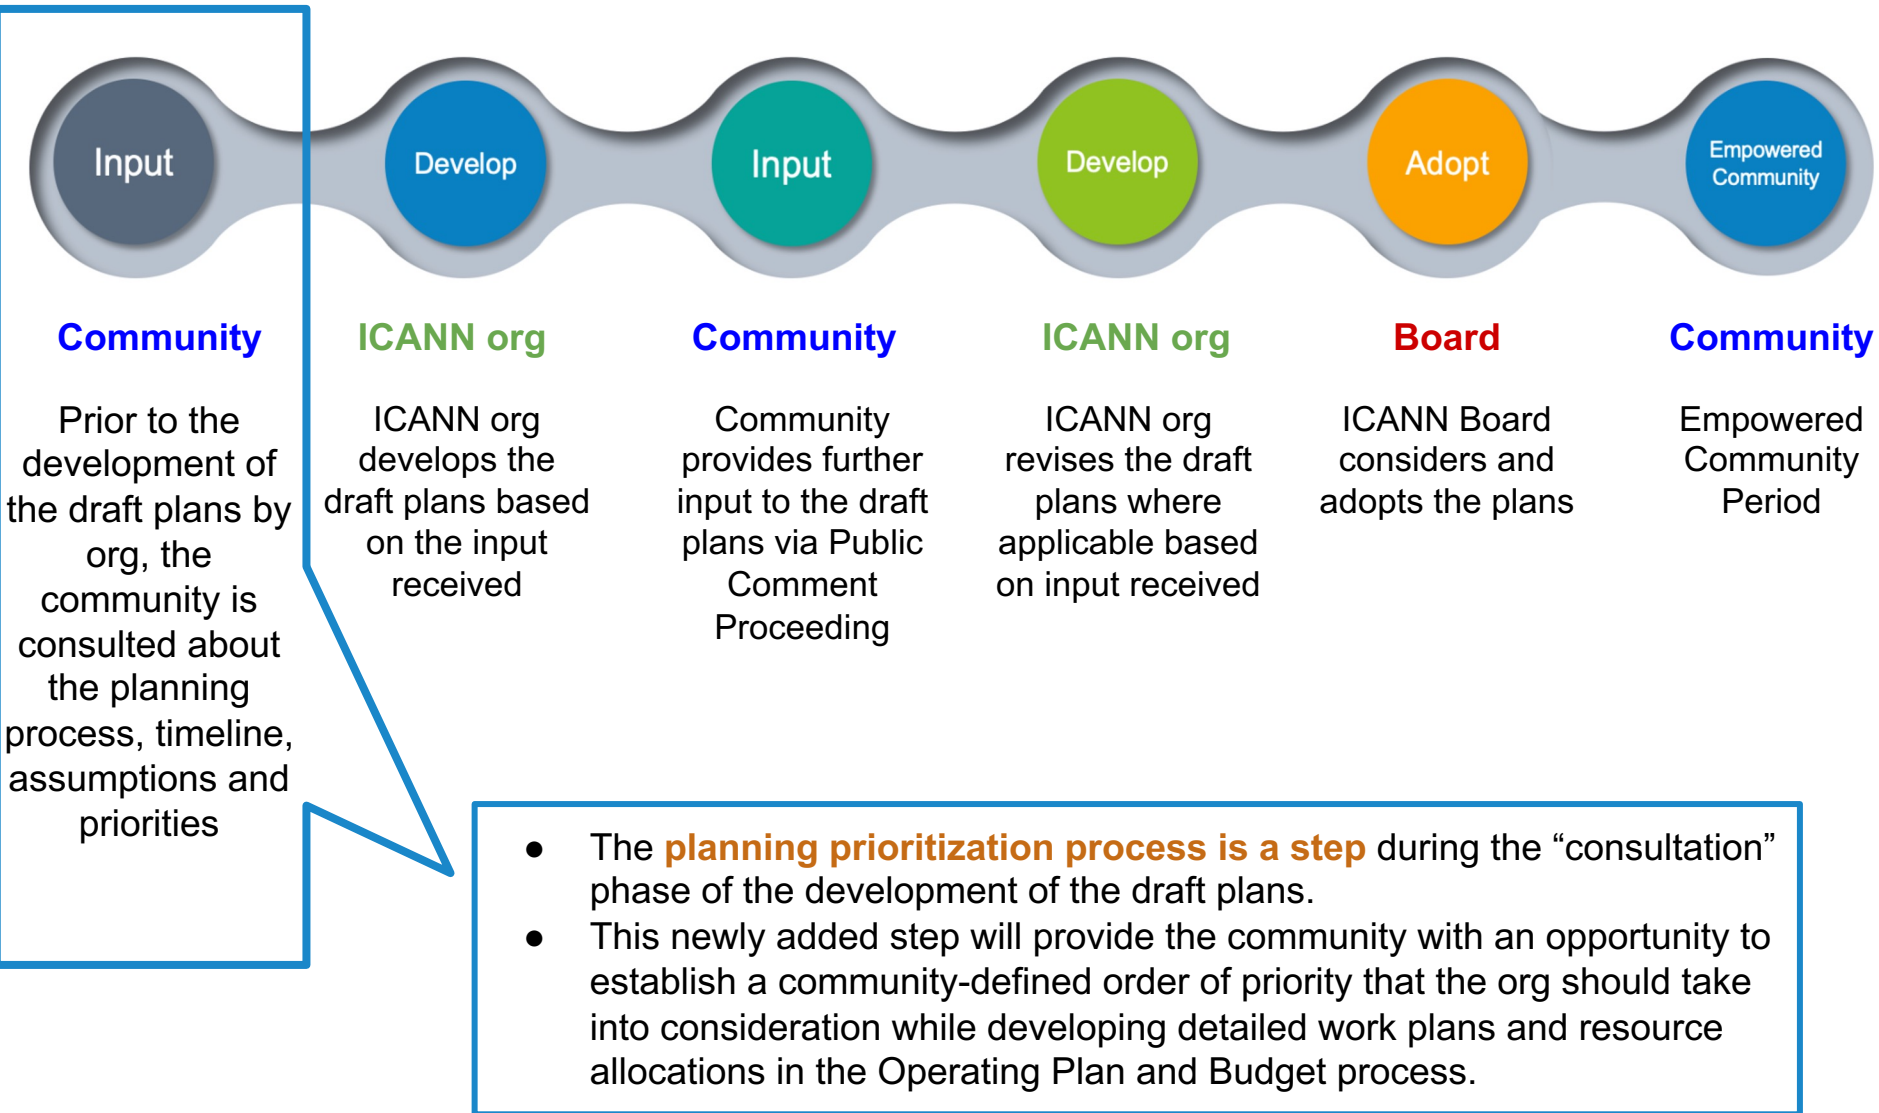 Input
Develop
Input
Develop
Adopt
Empowered
Community
Community
Prior to the
development of
the draft plans by
org, the
community is
consulted about
the planning
process, timeline,
assumptions and
priorities
ICANN org
ICANN org
develops the
draft plans based
on the input
received
Community
Community
provides further
input to the draft
plans via Public
Comment
Proceeding
ICANN org
ICANN org
revises the draft
plans where
applicable based
on input received
Board
ICANN Board
considers and
adopts the plans
Community
Empowered
Community
Period
● The planning prioritization process is a step during the “consultation”
phase of the development of the draft plans.
● This newly added step will provide the community with an opportunity to
establish a community-defined order of priority that the org should take
into consideration while developing detailed work plans and resource
allocations in the Operating Plan and Budget process.